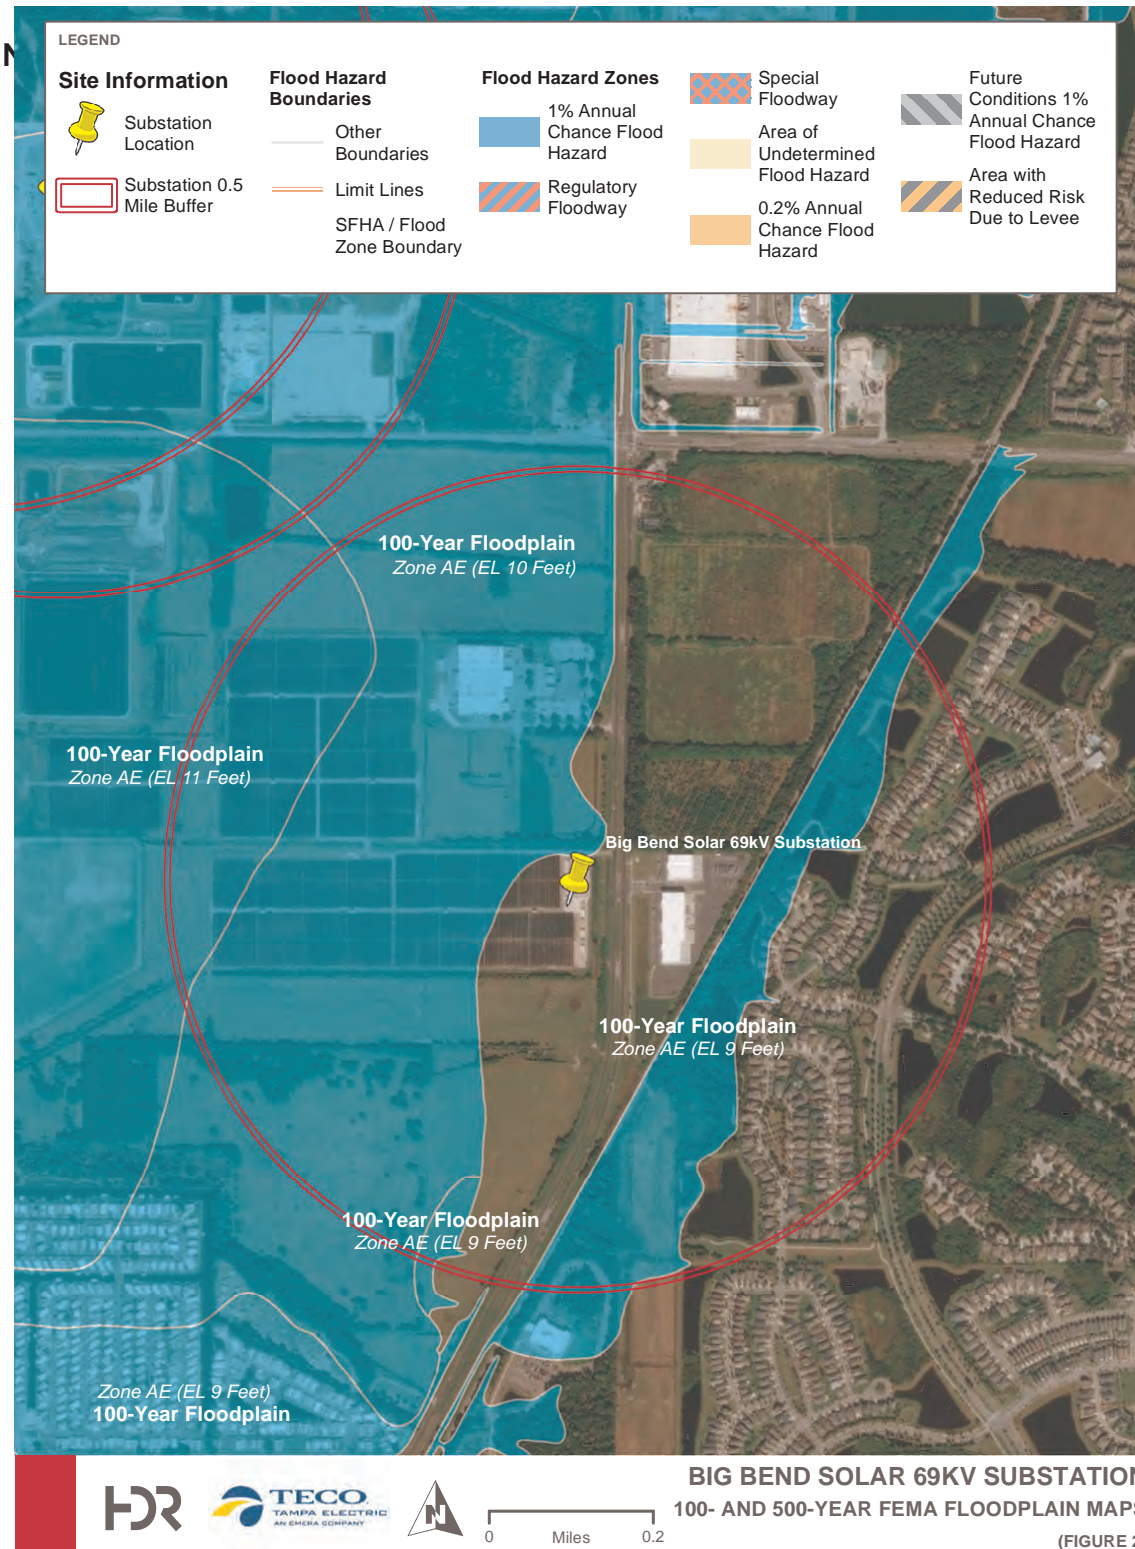 N
LEGEND
Site Information
Substation
Location
Substation 0.5
Mile Buffer
Flood Hazard
Boundaries
Other
Boundaries
Limit Lines
SFHA / Flood
Zone Boundary
Flood Hazard Zones
1% Annual
Chance Flood
Hazard
Regulatory
Floodway
Special
Floodway
Area of
Undetermined
Flood Hazard
0.2% Annual
Chance Flood
Hazard
Future
Conditions 1%
Annual Chance
Flood Hazard
Area with
Reduced Risk
Due to Levee
100-Year Floodplain
Zone AE (EL 10 Feet)
100-Year Floodplain
Zone AE (EL 11 Feet)
Big Bend Solar 69kV Substation
100-Year Floodplain
Zone AE (EL 9 Feet)
100-Year Floodplain
Zone AE (EL 9 Feet)
Zone AE (EL 9 Feet)
100-Year Floodplain
HDR
TECO
TAMPA ELECTRIC
AN EMERA COMPANY
N
0 Miles 0.2
BIG BEND SOLAR 69KV SUBSTATION
100- AND 500-YEAR FEMA FLOODPLAIN MAPS
(FIGURE 2